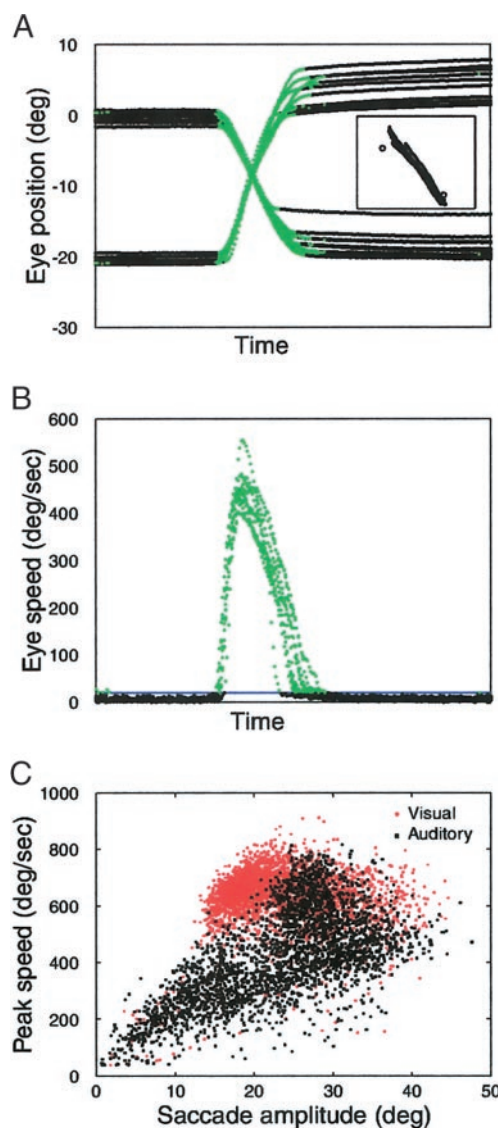 A
10
0
-10
-20
-30
Eye position (deg)
Time
B
600
500
400
300
200
100
0
Eye speed (deg/sec)
Time
C
1000
800
600
400
200
0
Peak speed (deg/sec)
Visual
Auditory
0 10 20 30 40 50
Saccade amplitude (deg)